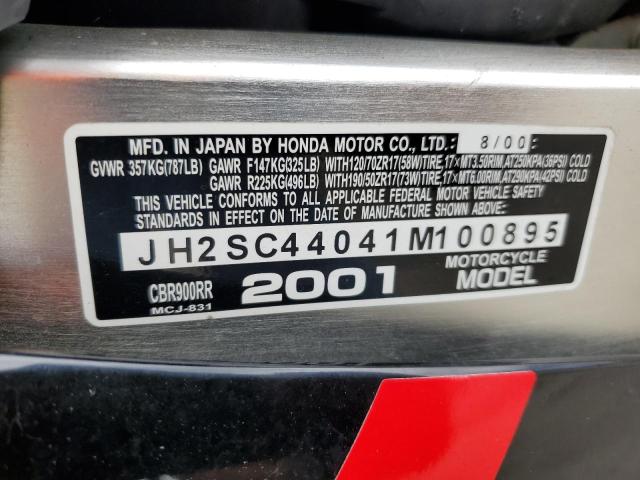 MFD. IN JAPAN BY HONDA MOTOR CO., LTD. 8/00
GVWR 357KG(787LB) GAWR F147KG(325LB) WITH120/70ZR17(58W)TIRE,17×MT3.50RIM,AT250KPA(36PSI) COLD
GAWR R225KG(496LB) WITH190/50ZR17(73W)TIRE,17×MT6.00RIM,AT290KPA(42PSI) COLD
THIS VEHICLE CONFORMS TO ALL APPLICABLE FEDERAL MOTOR VEHICLE SAFETY
STANDARDS IN EFFECT ON THE DATE OF MANUFACTURE SHOWN ABOVE.
JH2SC44041M100895
CBR900RR 2001 MOTORCYCLE
MCJ-831 MODEL